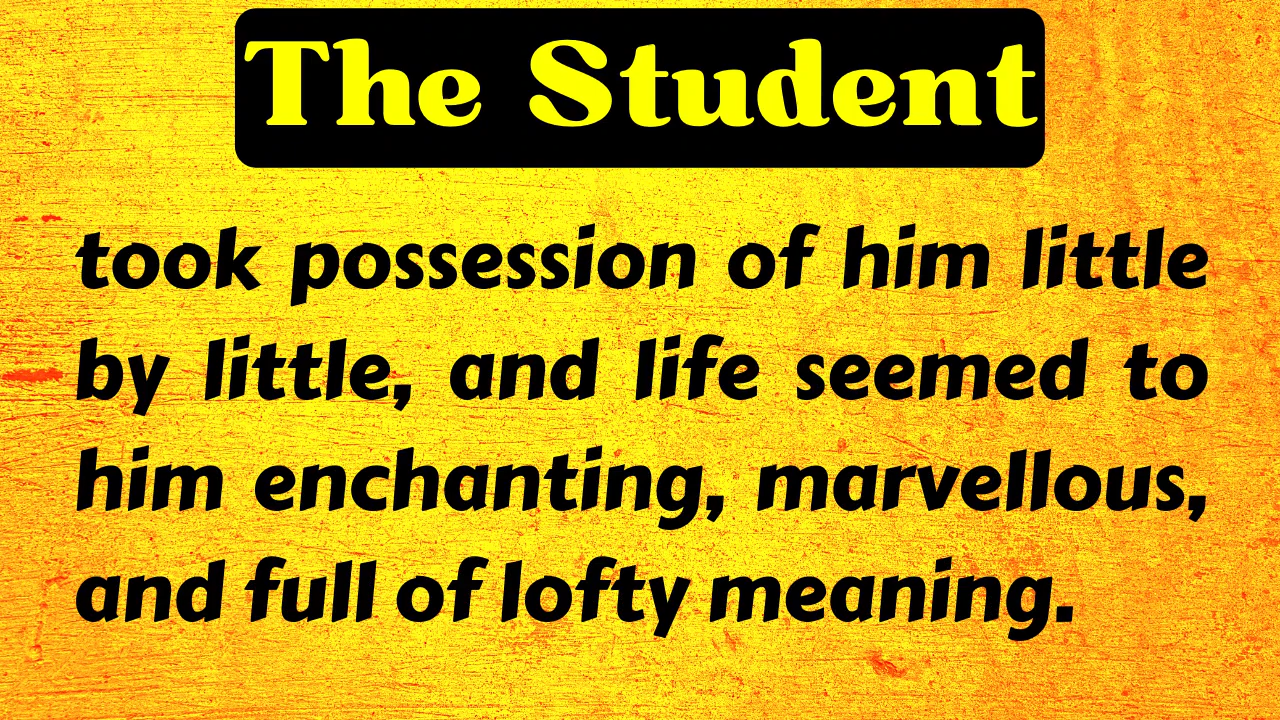 The Student
took possession of him little
by little, and life seemed to
him enchanting, marvellous,
and full of lofty meaning.